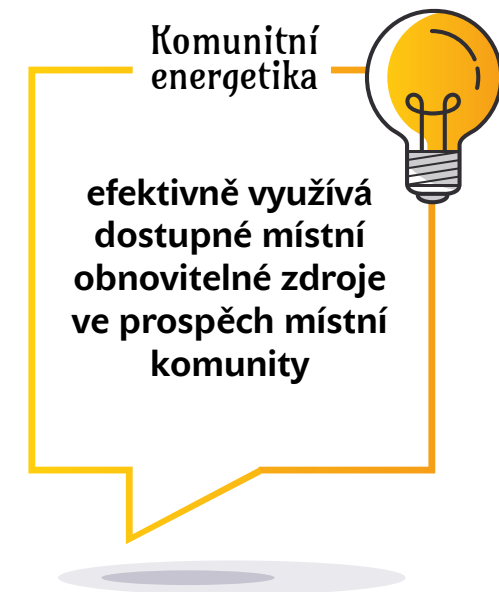 Komunitní
energetika
efektivně využívá
dostupné místní
obnovitelné zdroje
ve prospěch místní
komunity